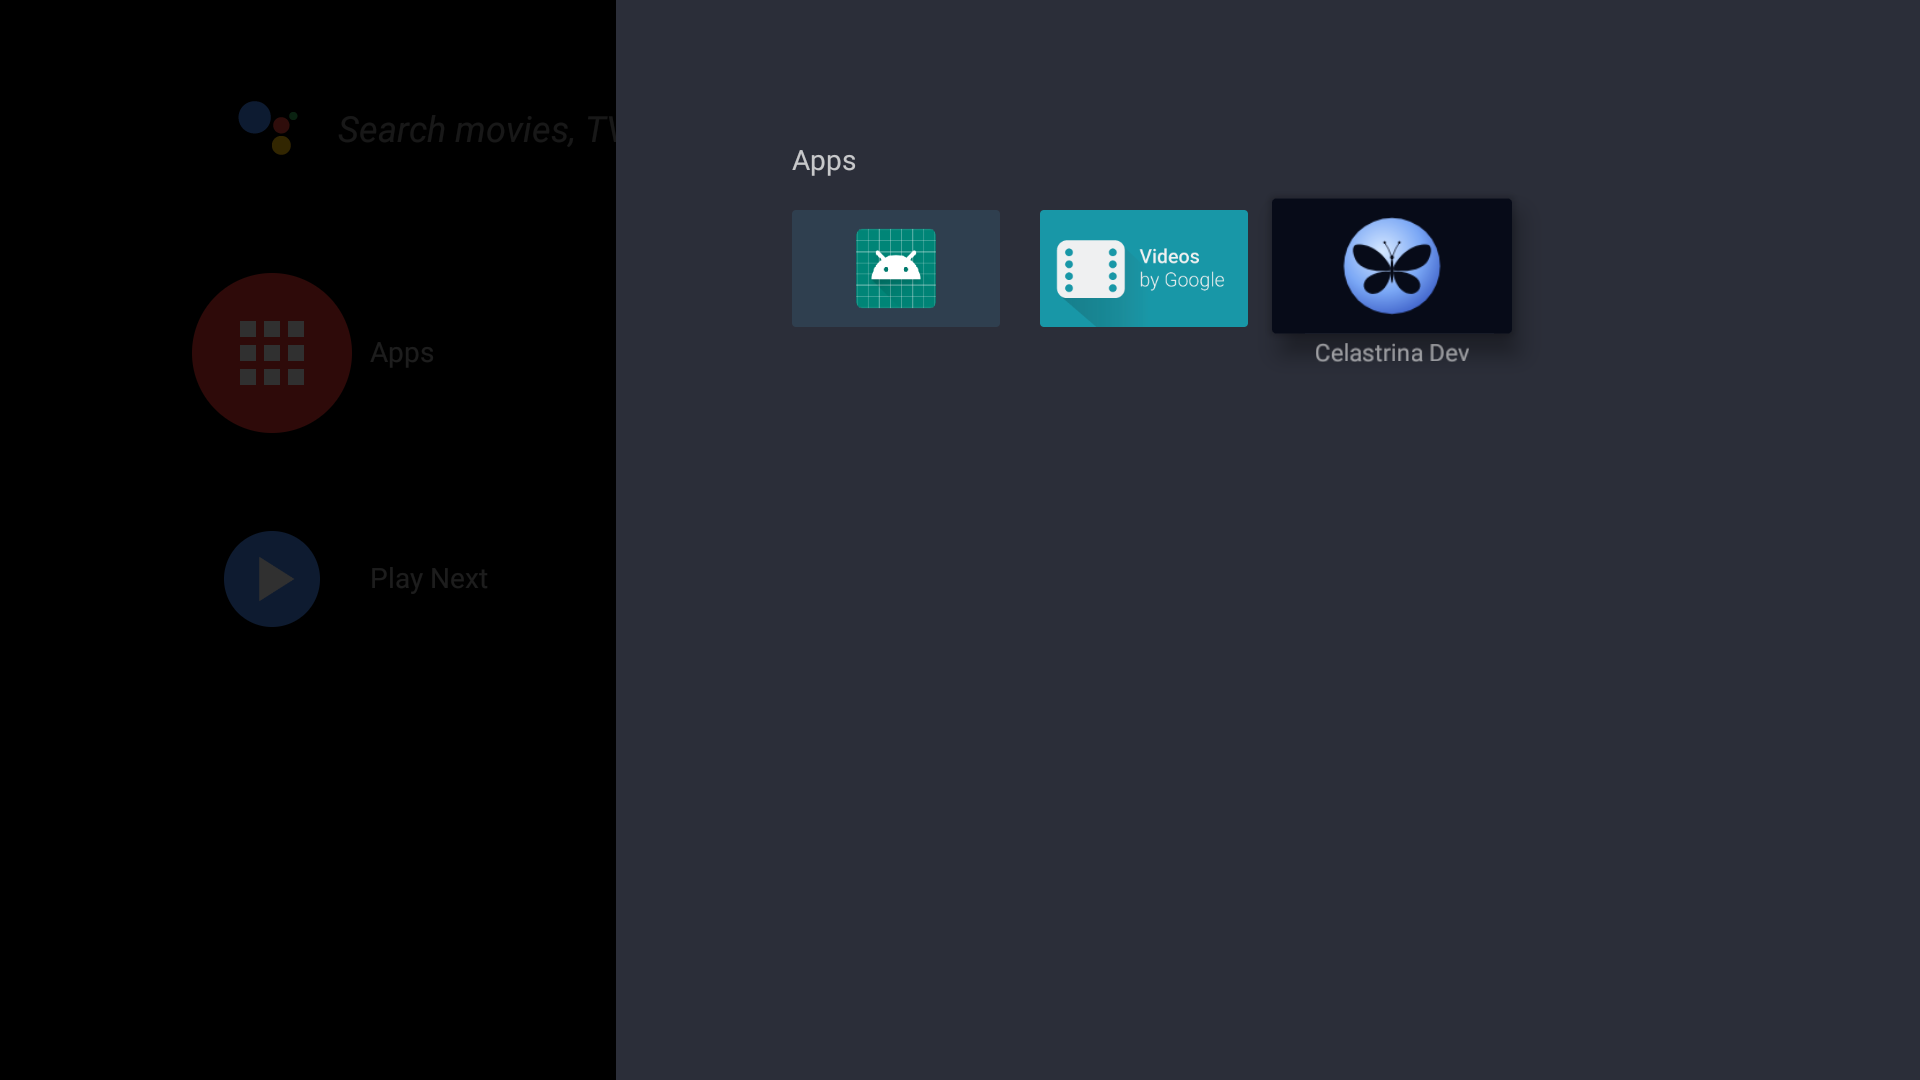 Search movies, TV
Apps
Play Next
Apps
Videos
by Google
Celastrina Dev